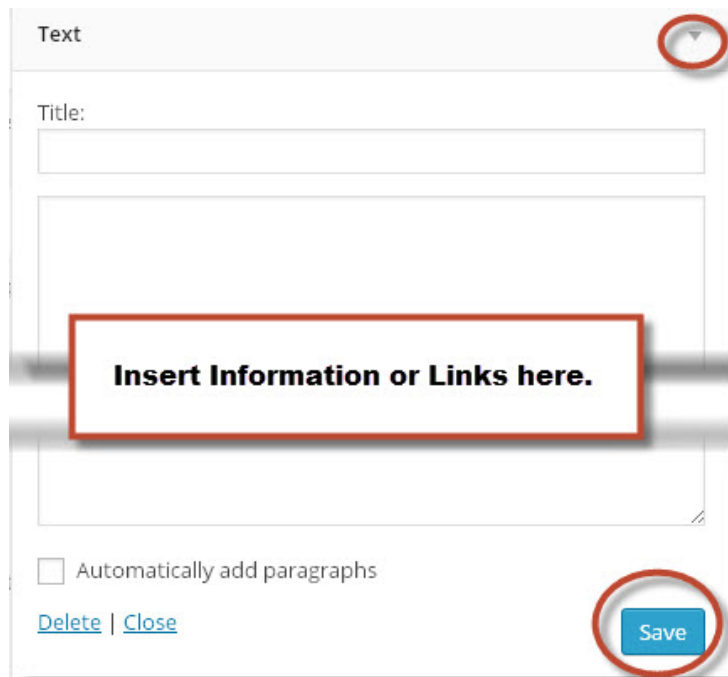 Text
Title:
Insert Information or Links here.
Automatically add paragraphs
Delete | Close
Save